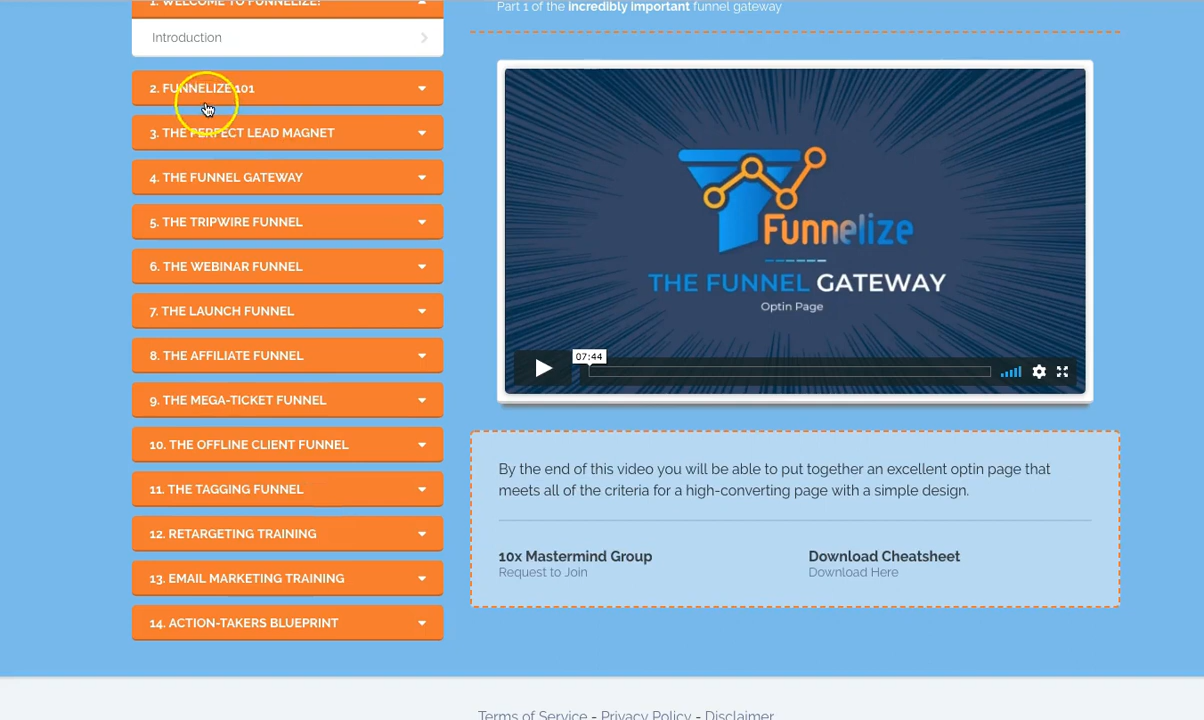 1. WELCOME TO FUNNELIZE!
Introduction
2. FUNNELIZE 101
3. THE PERFECT LEAD MAGNET
4. THE FUNNEL GATEWAY
5. THE TRIPWIRE FUNNEL
6. THE WEBINAR FUNNEL
7. THE LAUNCH FUNNEL
8. THE AFFILIATE FUNNEL
9. THE MEGA-TICKET FUNNEL
10. THE OFFLINE CLIENT FUNNEL
11. THE TAGGING FUNNEL
12. RETARGETING TRAINING
13. EMAIL MARKETING TRAINING
14. ACTION-TAKERS BLUEPRINT
Part 1 of the incredibly important funnel gateway
Funnelize
THE FUNNEL GATEWAY
Optin Page
07:44
By the end of this video you will be able to put together an excellent optin page that
meets all of the criteria for a high-converting page with a simple design.
10x Mastermind Group
Request to Join
Download Cheatsheet
Download Here
Terms of Service - Privacy Policy - Disclaimer